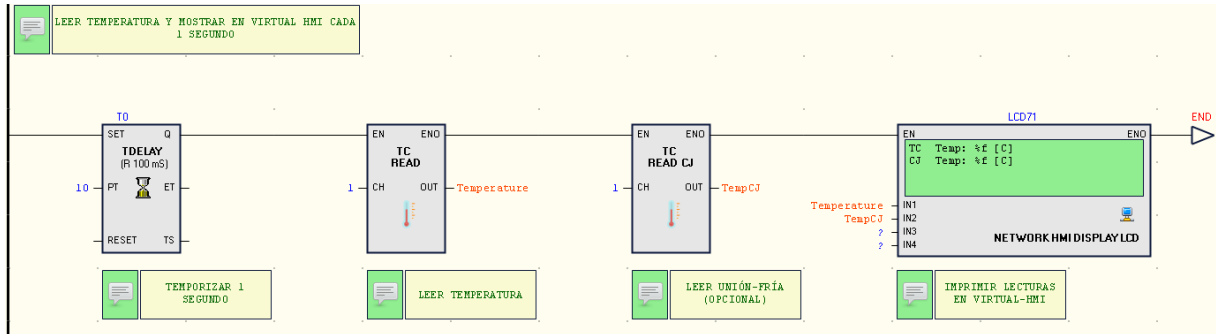 LEER TEMPERATURA Y MOSTRAR EN VIRTUAL HMI CADA
1 SEGUNDO
T0
SET Q
TDELAY
(R 100 mS)
10 PT ET
RESET TS
EN ENO
TC
READ
1 CH OUT Temperature
EN ENO
TC
READ CJ
1 CH OUT TempCJ
LCD71
EN ENO
TC Temp: %f [C]
CJ Temp: %f [C]
Temperature IN1
TempCJ IN2
? IN3
? IN4
NETWORK HMI DISPLAY LCD
END
TEMPORIZAR 1
SEGUNDO
LEER TEMPERATURA
LEER UNIÓN-FRÍA
(OPCIONAL)
IMPRIMIR LECTURAS
EN VIRTUAL-HMI